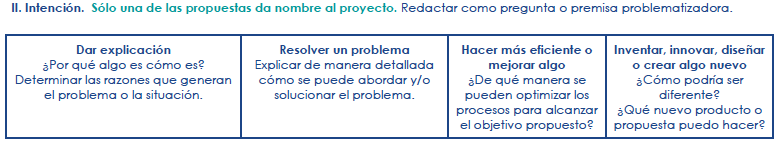 II. Intención. Sólo una de las propuestas da nombre al proyecto. Redactar como pregunta o premisa problematizadora.
Dar explicación
¿Por qué algo es cómo es?
Determinar las razones que generan
el problema o la situación.
Resolver un problema
Explicar de manera detallada
cómo se puede abordar y/o
solucionar el problema.
Hacer más eficiente o
mejorar algo
¿De qué manera se
pueden optimizar los
procesos para alcanzar
el objetivo propuesto?
Inventar, innovar, diseñar
o crear algo nuevo
¿Cómo podría ser
diferente?
¿Qué nuevo producto o
propuesta puedo hacer?